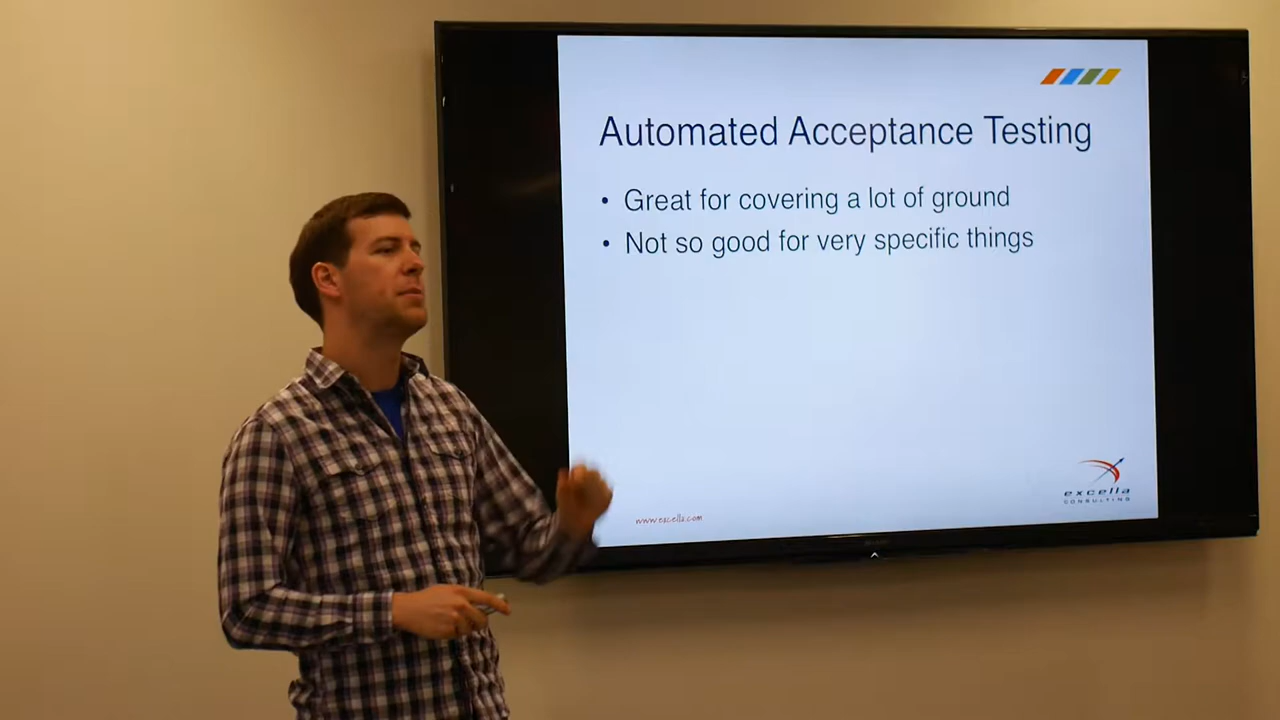 Automated Acceptance Testing
• Great for covering a lot of ground
• Not so good for very specific things
www.excella.com
excella
CONSULTING